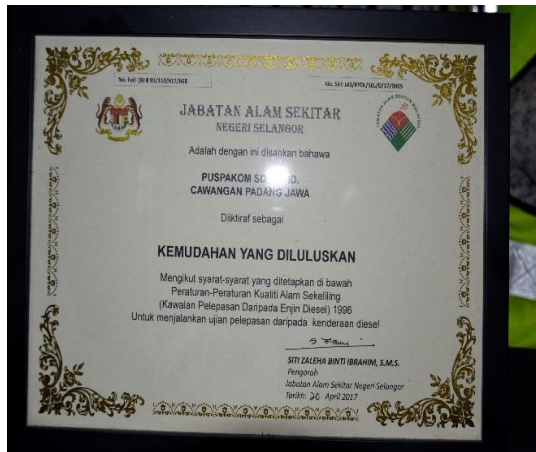 JABATAN ALAM SEKITAR
NEGERI SELANGOR
Adalah dengan ini disahkan bahawa
PUSPAKOM
CAWANGAN PADANG JAWA
Diiktiraf sebagai
KEMUDAHAN YANG DILULUSKAN
Mengikut syarat-syarat yang ditetapkan di bawah
Peraturan-Peraturan Kualiti Alam Sekeliling
(Kawalan Pelepasan Daripada Enjin Diesel) 1996
Untuk menjalankan ujian pelepasan daripada kenderaan diesel
SITI ZALEHA BINTI IBRAHIM, S.M.S.
Pengarah
Jabatan Alam Sekitar Negeri Selangor
Tarikh: 20 April 2017